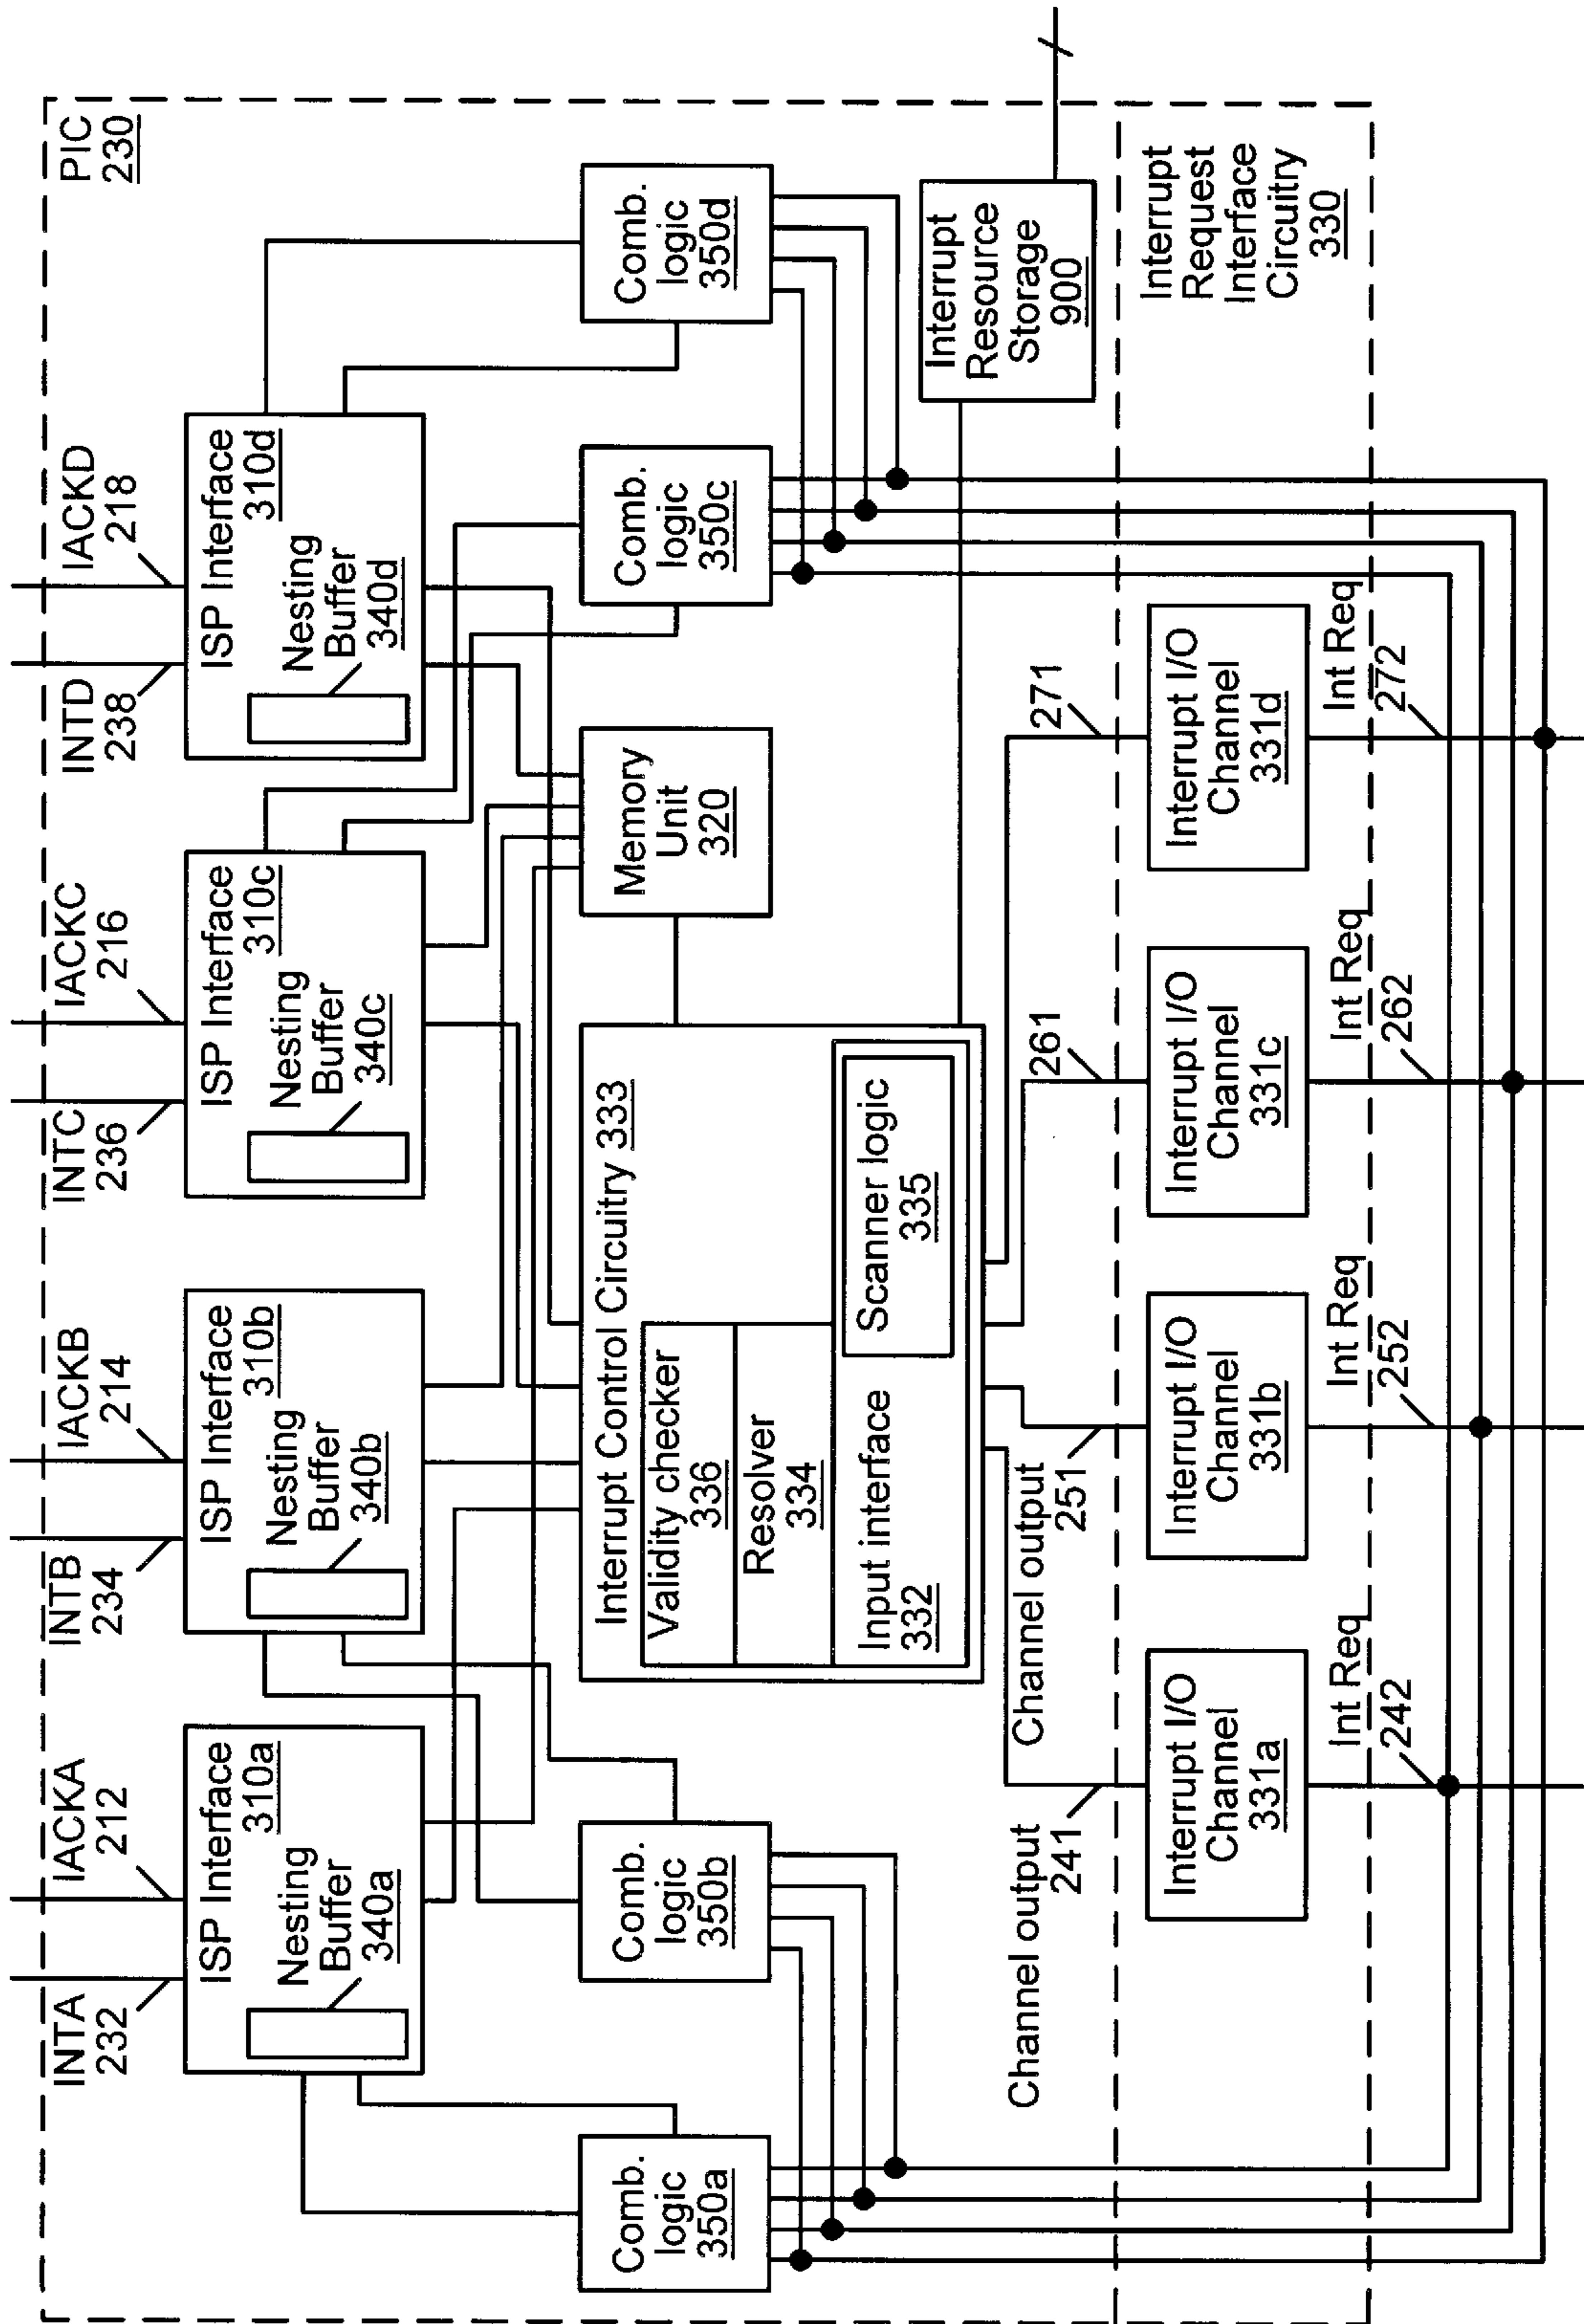 PIC
230
INTA
232
IACKA
212
INTB
234
IACKB
214
INTC
236
IACKC
216
INTD
238
IACKD
218
ISP Interface
310a
Nesting
Buffer
340a
ISP Interface
310b
Nesting
Buffer
340b
ISP Interface
310c
Nesting
Buffer
340c
ISP Interface
310d
Nesting
Buffer
340d
Comb.
logic
350a
Comb.
logic
350b
Interrupt Control Circuitry 333
Validity checker
336
Resolver
334
Input interface
332
Scanner logic
335
Memory
Unit
320
Comb.
logic
350c
Comb.
logic
350d
Interrupt
Resource
Storage
900
Channel output
241
Channel output
251
261
271
Interrupt
Request
Interface
Circuitry
330
Interrupt I/O
Channel
331a
Interrupt I/O
Channel
331b
Interrupt I/O
Channel
331c
Interrupt I/O
Channel
331d
Int Req
242
Int Req
252
Int Req
262
Int Req
272